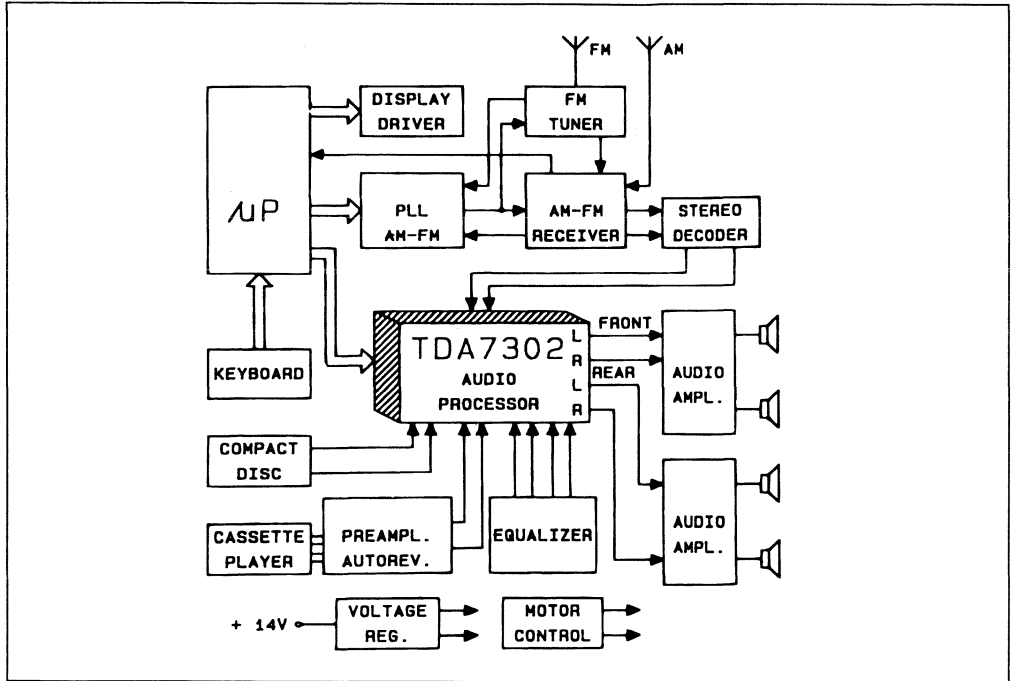 FM
AM
DISPLAY
DRIVER
FM
TUNER
µP
PLL
AM-FM
AM-FM
RECEIVER
STEREO
DECODER
KEYBOARD
TDA7302
AUDIO
PROCESSOR
L
R
L
R
FRONT
REAR
AUDIO
AMPL.
COMPACT
DISC
CASSETTE
PLAYER
PREAMPL.
AUTOREV.
EQUALIZER
AUDIO
AMPL.
+ 14V
VOLTAGE
REG.
MOTOR
CONTROL